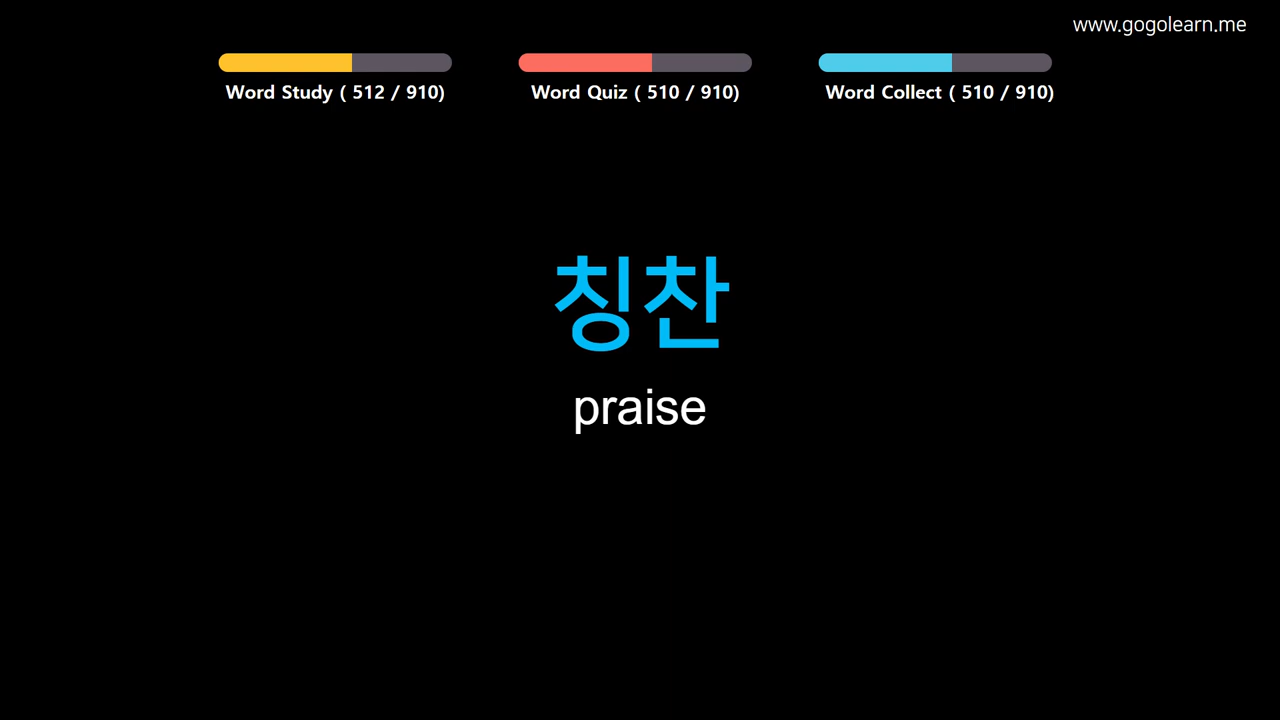 www.gogolearn.me
Word Study ( 512 / 910)
Word Quiz ( 510 / 910)
Word Collect ( 510 / 910)
칭찬
praise